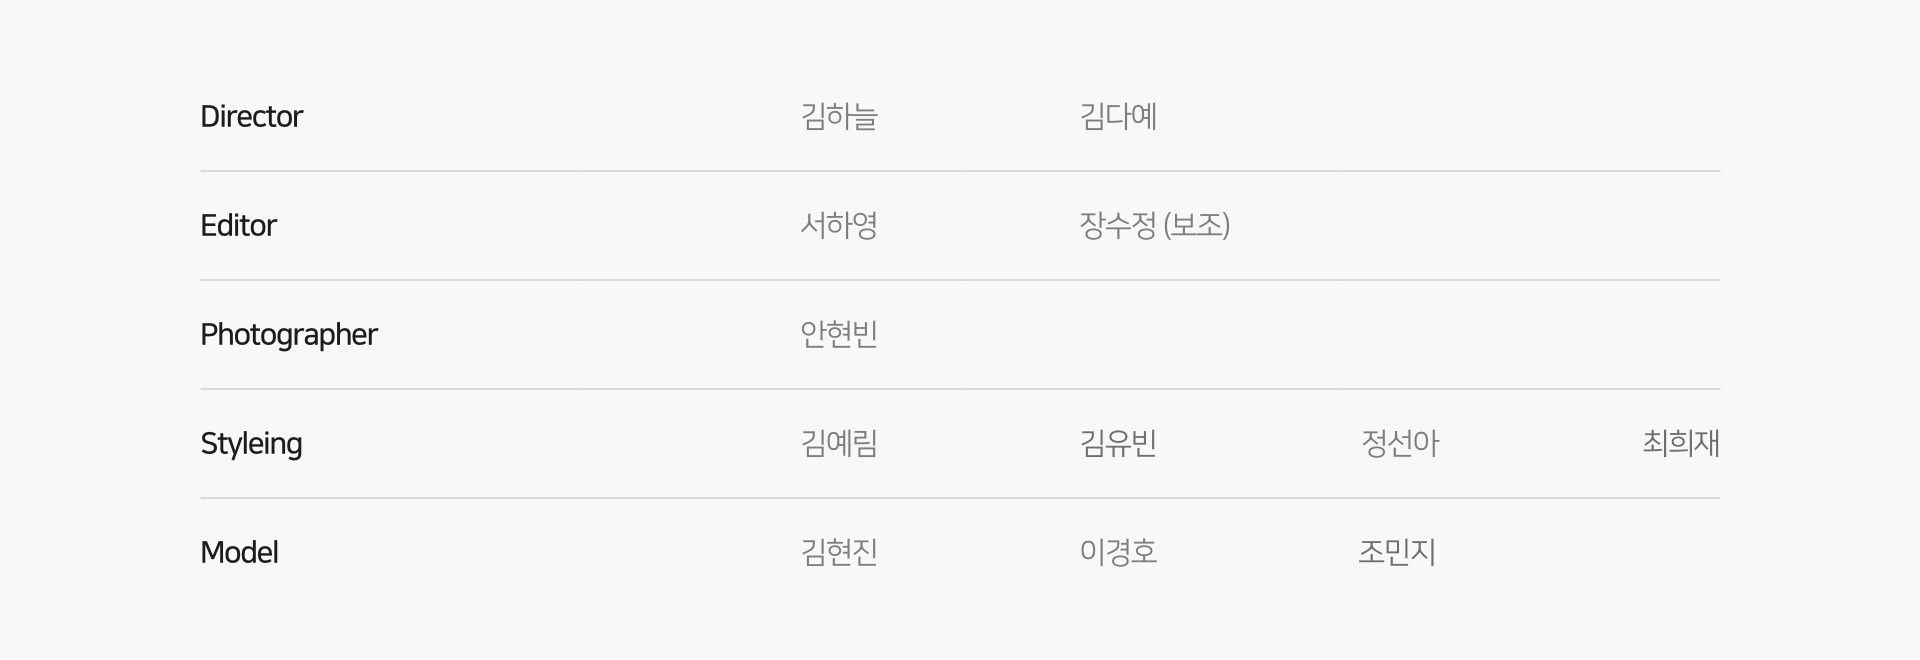 Director 김하늘 김다예
Editor 서하영 장수정 (보조)
Photographer 안현빈
Styleing 김예림 김유빈 정선아 최희재
Model 김현진 이경호 조민지